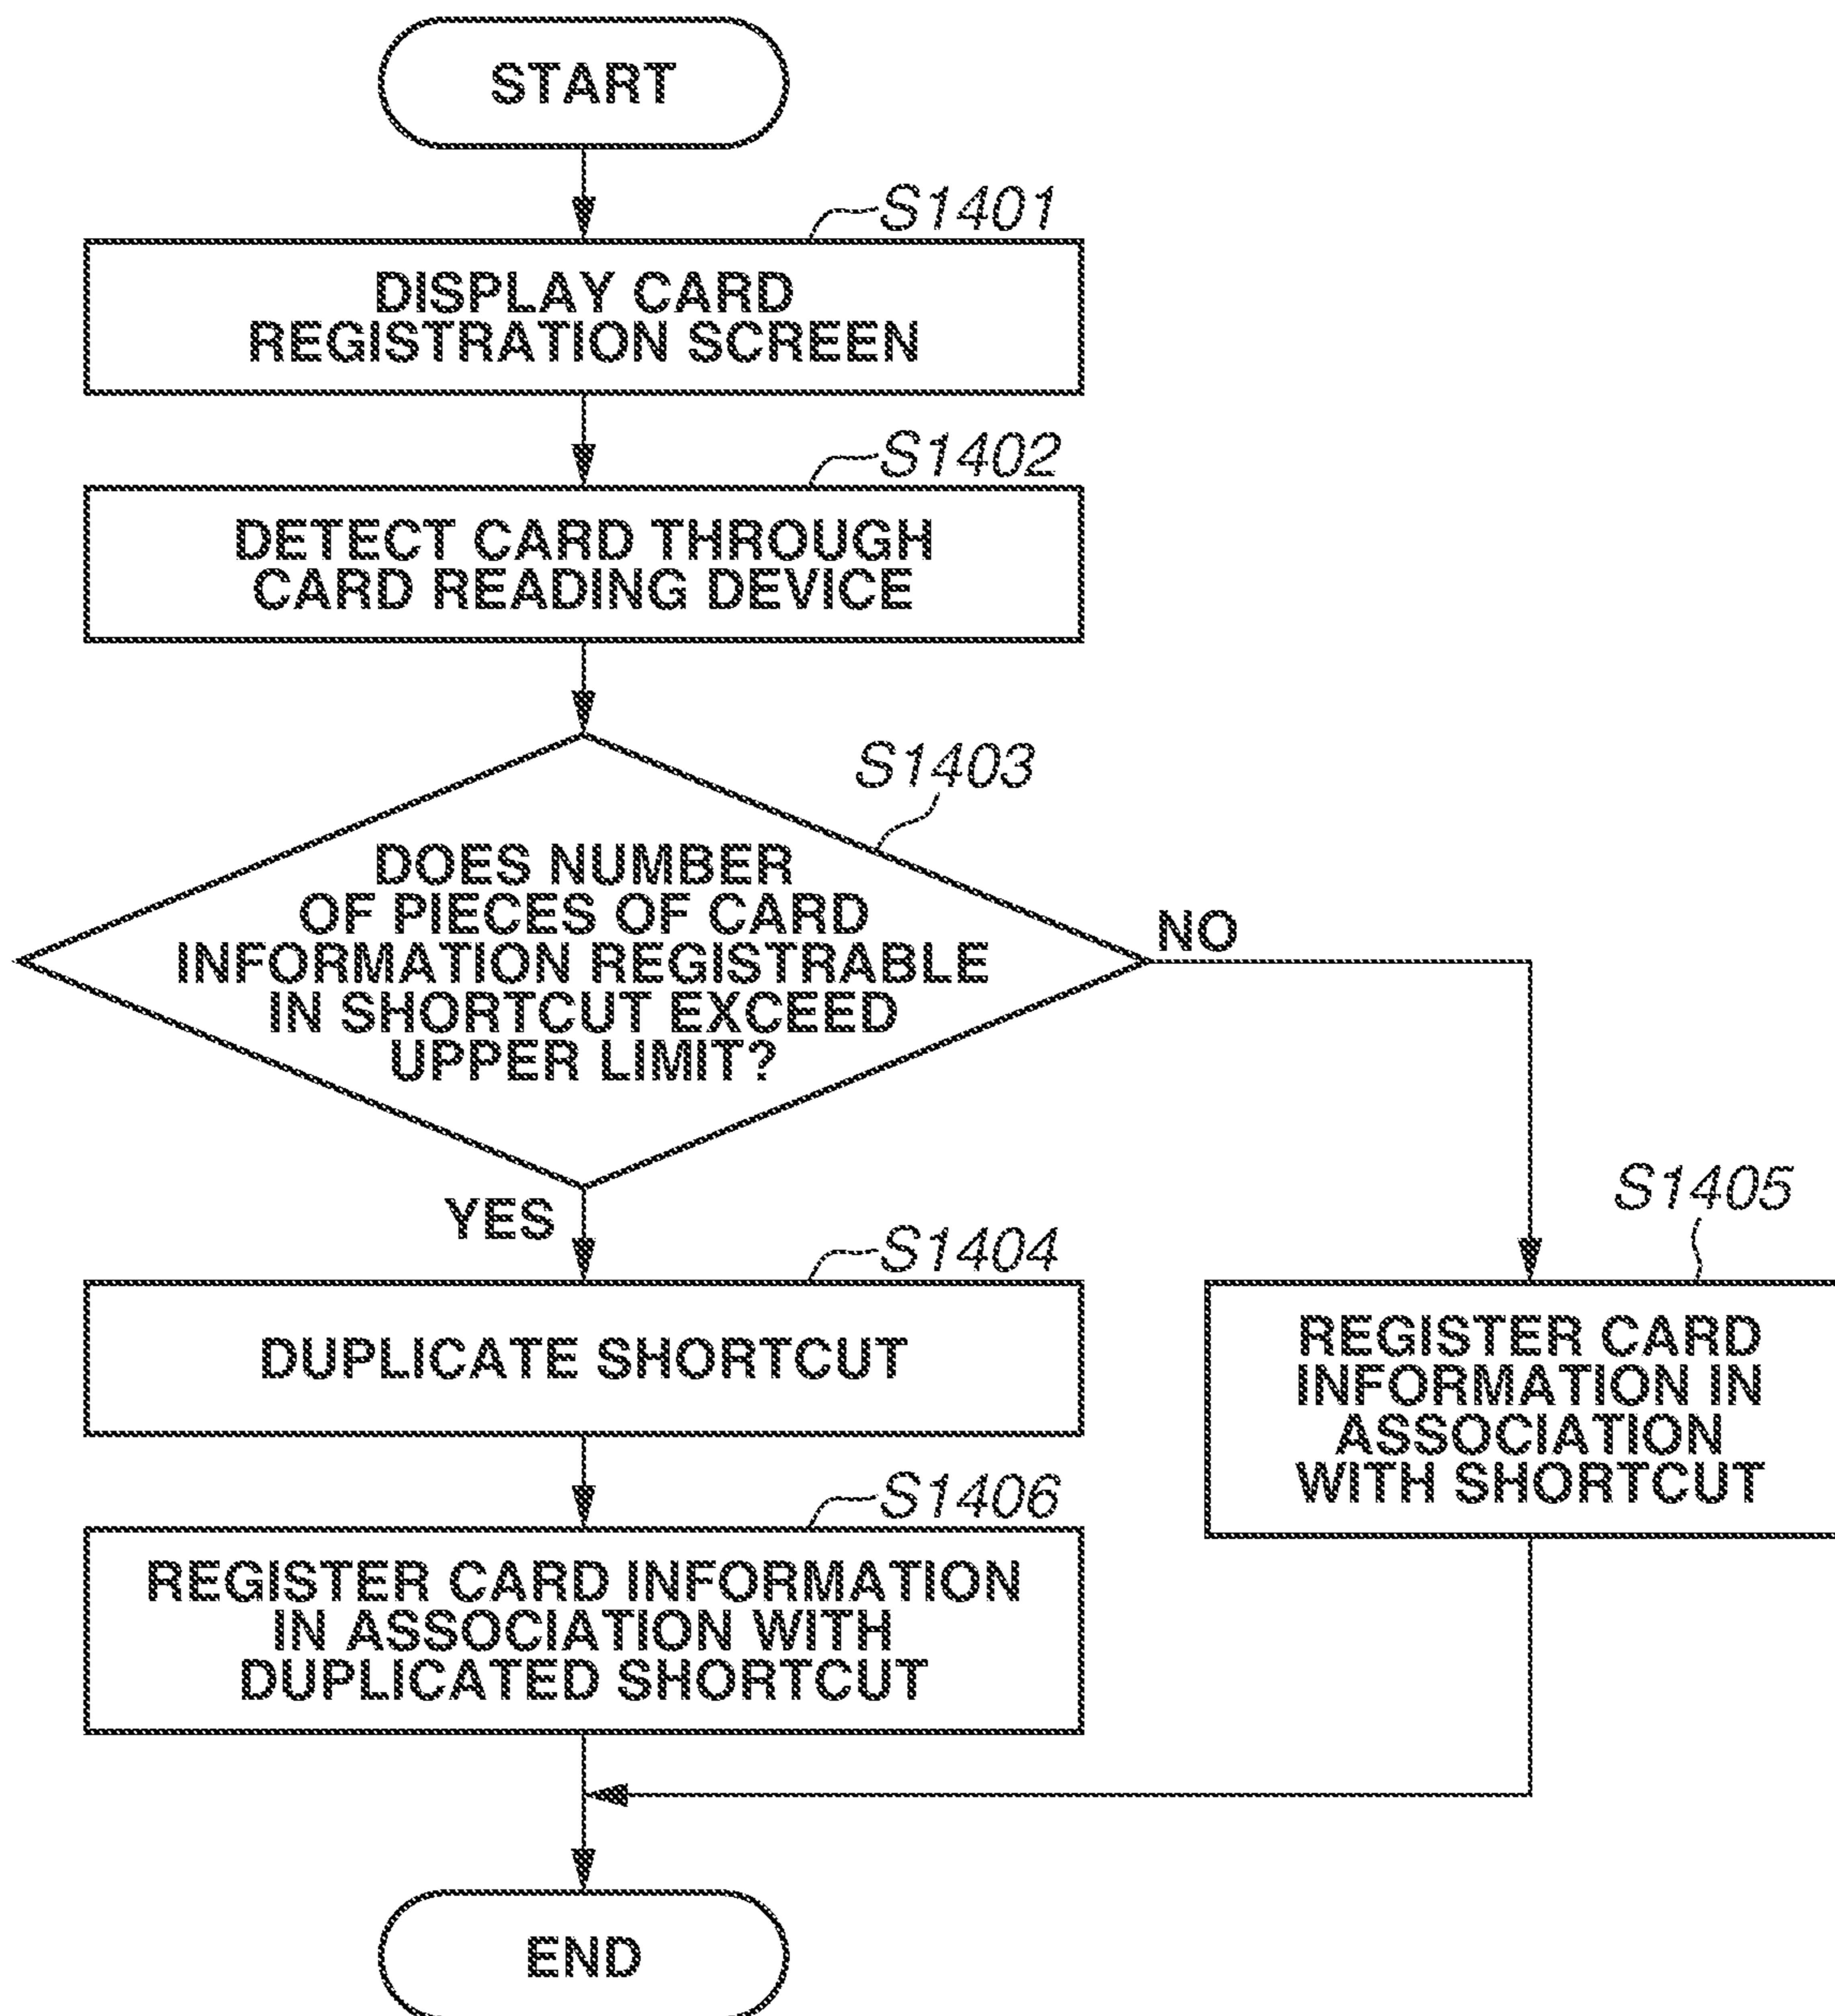 START
S1401
DISPLAY CARD
REGISTRATION SCREEN
S1402
DETECT CARD THROUGH
CARD READING DEVICE
S1403
DOES NUMBER
OF PIECES OF CARD
INFORMATION REGISTRABLE
IN SHORTCUT EXCEED
UPPER LIMIT?
NO
YES
S1404
DUPLICATE SHORTCUT
S1405
REGISTER CARD
INFORMATION IN
ASSOCIATION
WITH SHORTCUT
S1406
REGISTER CARD INFORMATION
IN ASSOCIATION WITH
DUPLICATED SHORTCUT
END